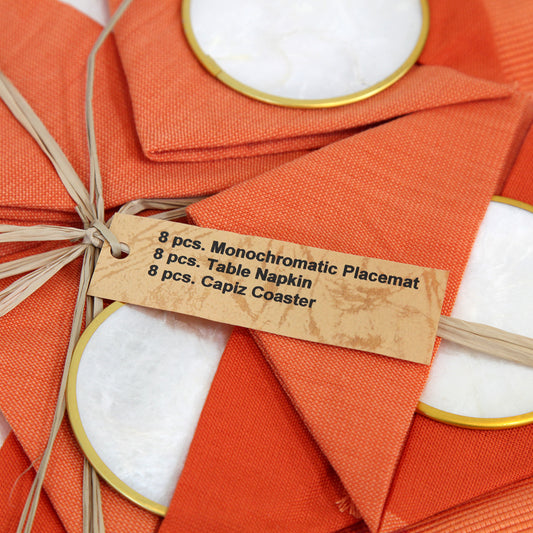 8 pcs. Monochromatic Placemat
8 pcs. Table Napkin
8 pcs. Capiz Coaster